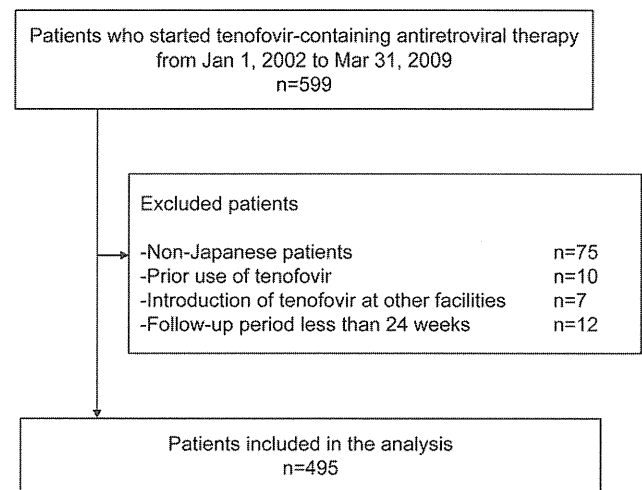 Patients who started tenofovir-containing antiretroviral therapy
from Jan 1, 2002 to Mar 31, 2009
n=599
Excluded patients
-Non-Japanese patients n=75
-Prior use of tenofovir n=10
-Introduction of tenofovir at other facilities n=7
-Follow-up period less than 24 weeks n=12
Patients included in the analysis
n=495